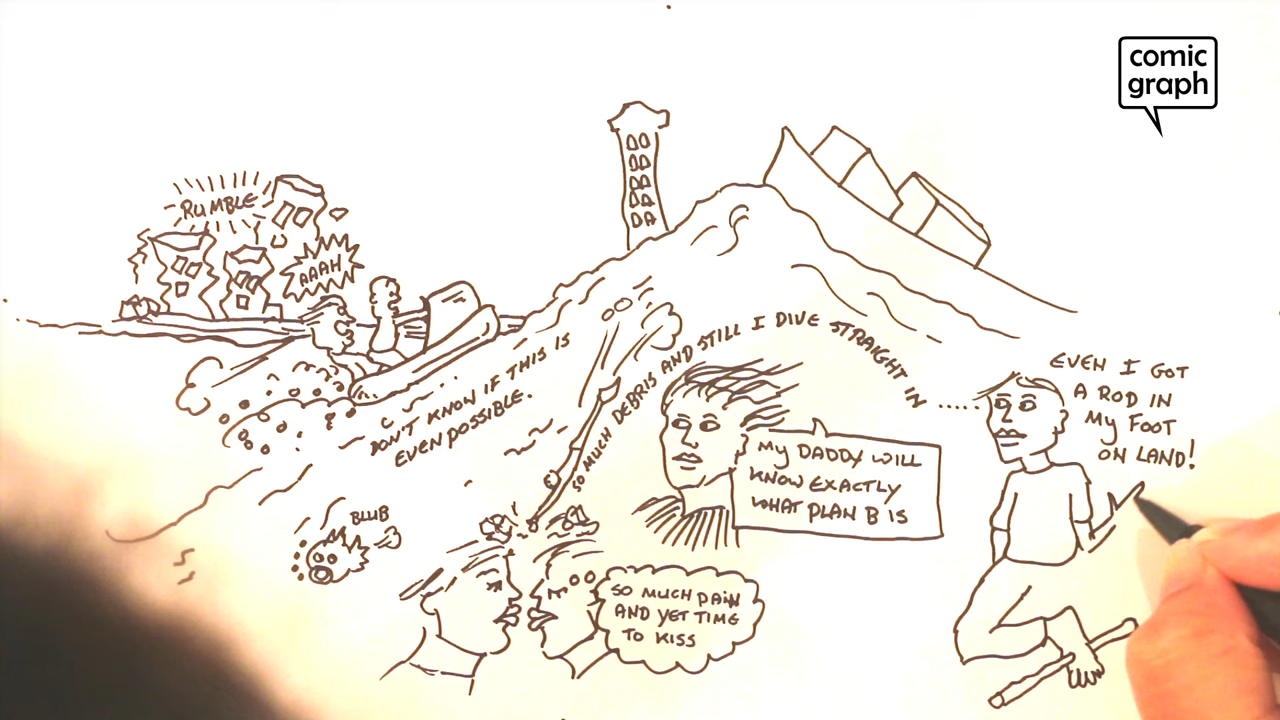 comic
graph
RUMBLE
AAAH
DON'T KNOW IF THIS IS
EVEN POSSIBLE.
SO MUCH DEBRIS AND STILL I DIVE STRAIGHT IN .....
EVEN I GOT
A ROD IN
MY FOOT
ON LAND!
MY DADDY WILL
KNOW EXACTLY
WHAT PLAN B IS
BLUB
SO MUCH PAIN
AND YET TIME
TO KISS